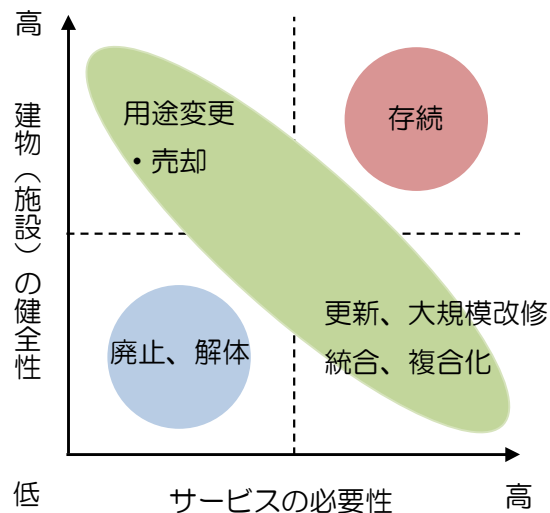 高
建物（施設）の健全性
用途変更
・売却
存続
廃止、解体
更新、大規模改修
統合、複合化
低
サービスの必要性
高